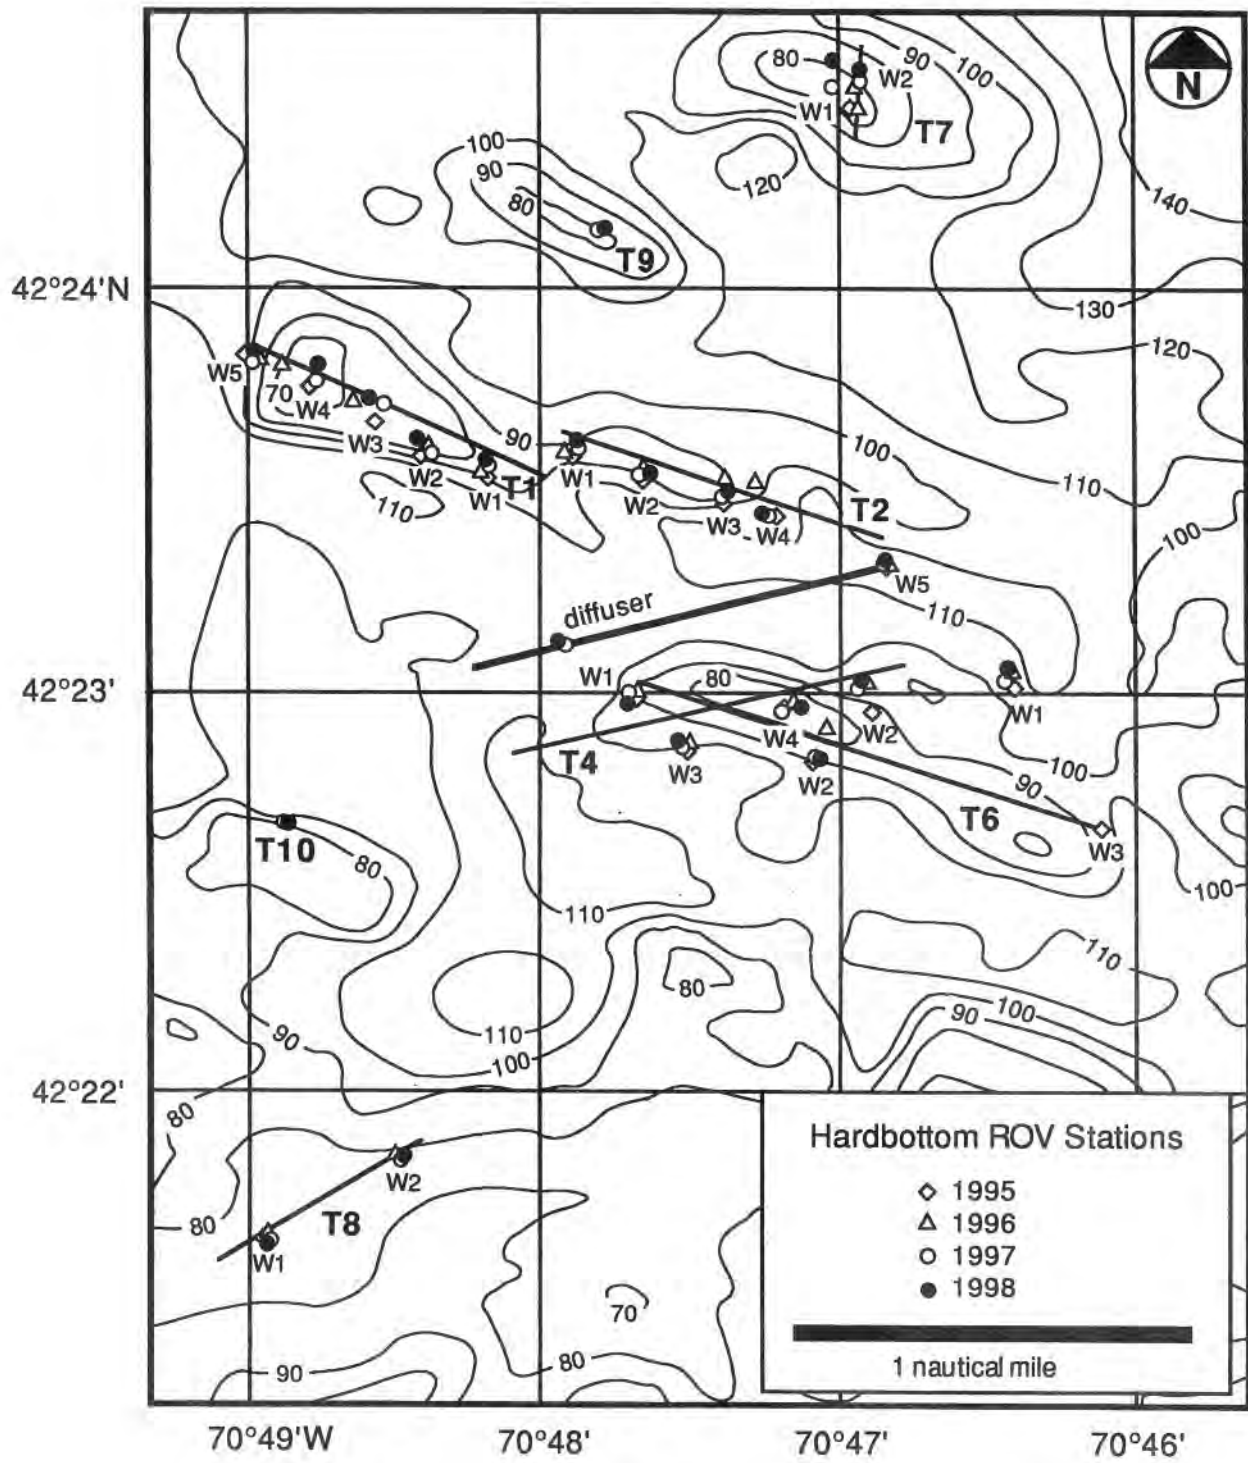 N
80
90
100
W2
W1
T7
100
90
80
120
140
T9
42°24'N
130
120
W5
70
W4
W3
90
100
W2
W1
T1
W1
W2
T2
110
110
W3
W4
100
W5
diffuser
110
42°23'
W1
80
W1
W4
W2
T4
W3
W2
100
90
T6
T10
80
W3
100
110
110
80
90
110
100
100
90
42°22'
80
W2
80
T8
W1
70
80
90
Hardbottom ROV Stations
1995
1996
1997
1998
1 nautical mile
70°49'W
70°48'
70°47'
70°46'